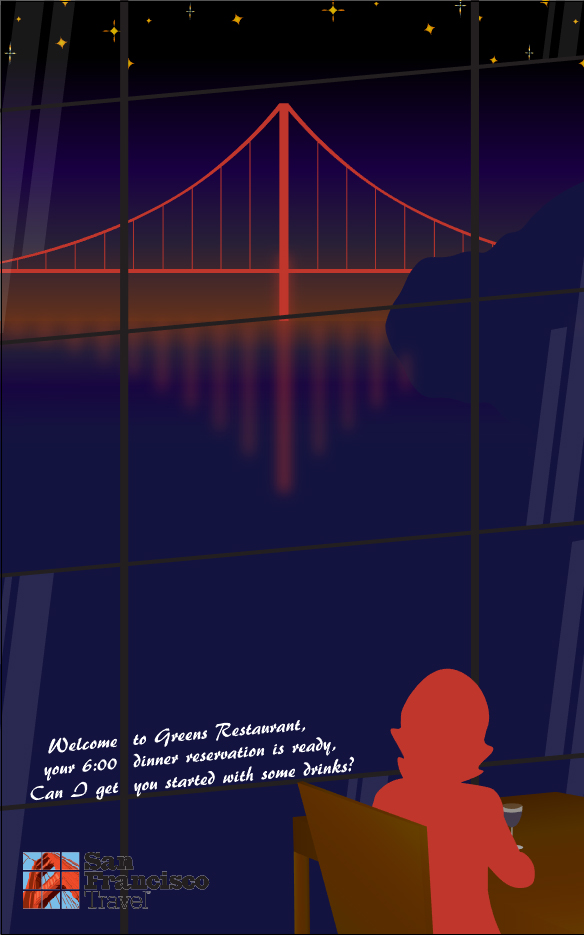 Welcome to Greens Restaurant,
your 6:00 dinner reservation is ready,
Can I get you started with some drinks?
San
Francisco
Travel